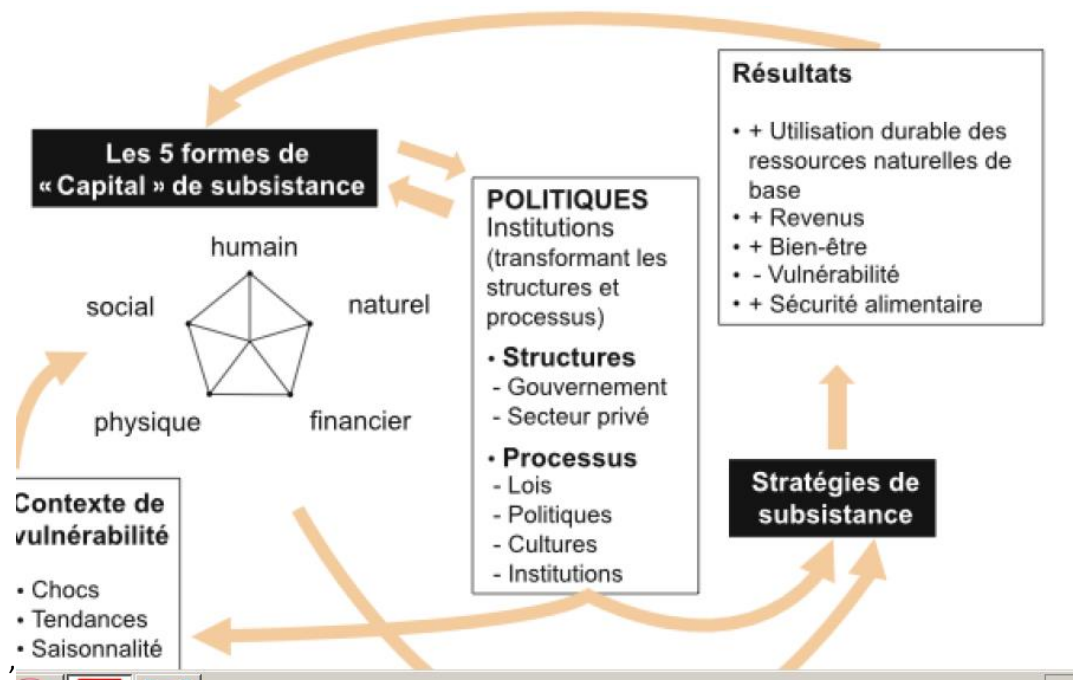 Résultats
• + Utilisation durable des
ressources naturelles de
base
• + Revenus
• + Bien-être
• - Vulnérabilité
• + Sécurité alimentaire
Les 5 formes de
« Capital » de subsistance
POLITIQUES
Institutions
(transformant les
structures et
processus)
• Structures
- Gouvernement
- Secteur privé
• Processus
- Lois
- Politiques
- Cultures
- Institutions
humain
social
naturel
physique
financier
Stratégies de
subsistance
Contexte de
vulnérabilité
• Chocs
• Tendances
• Saisonnalité
,